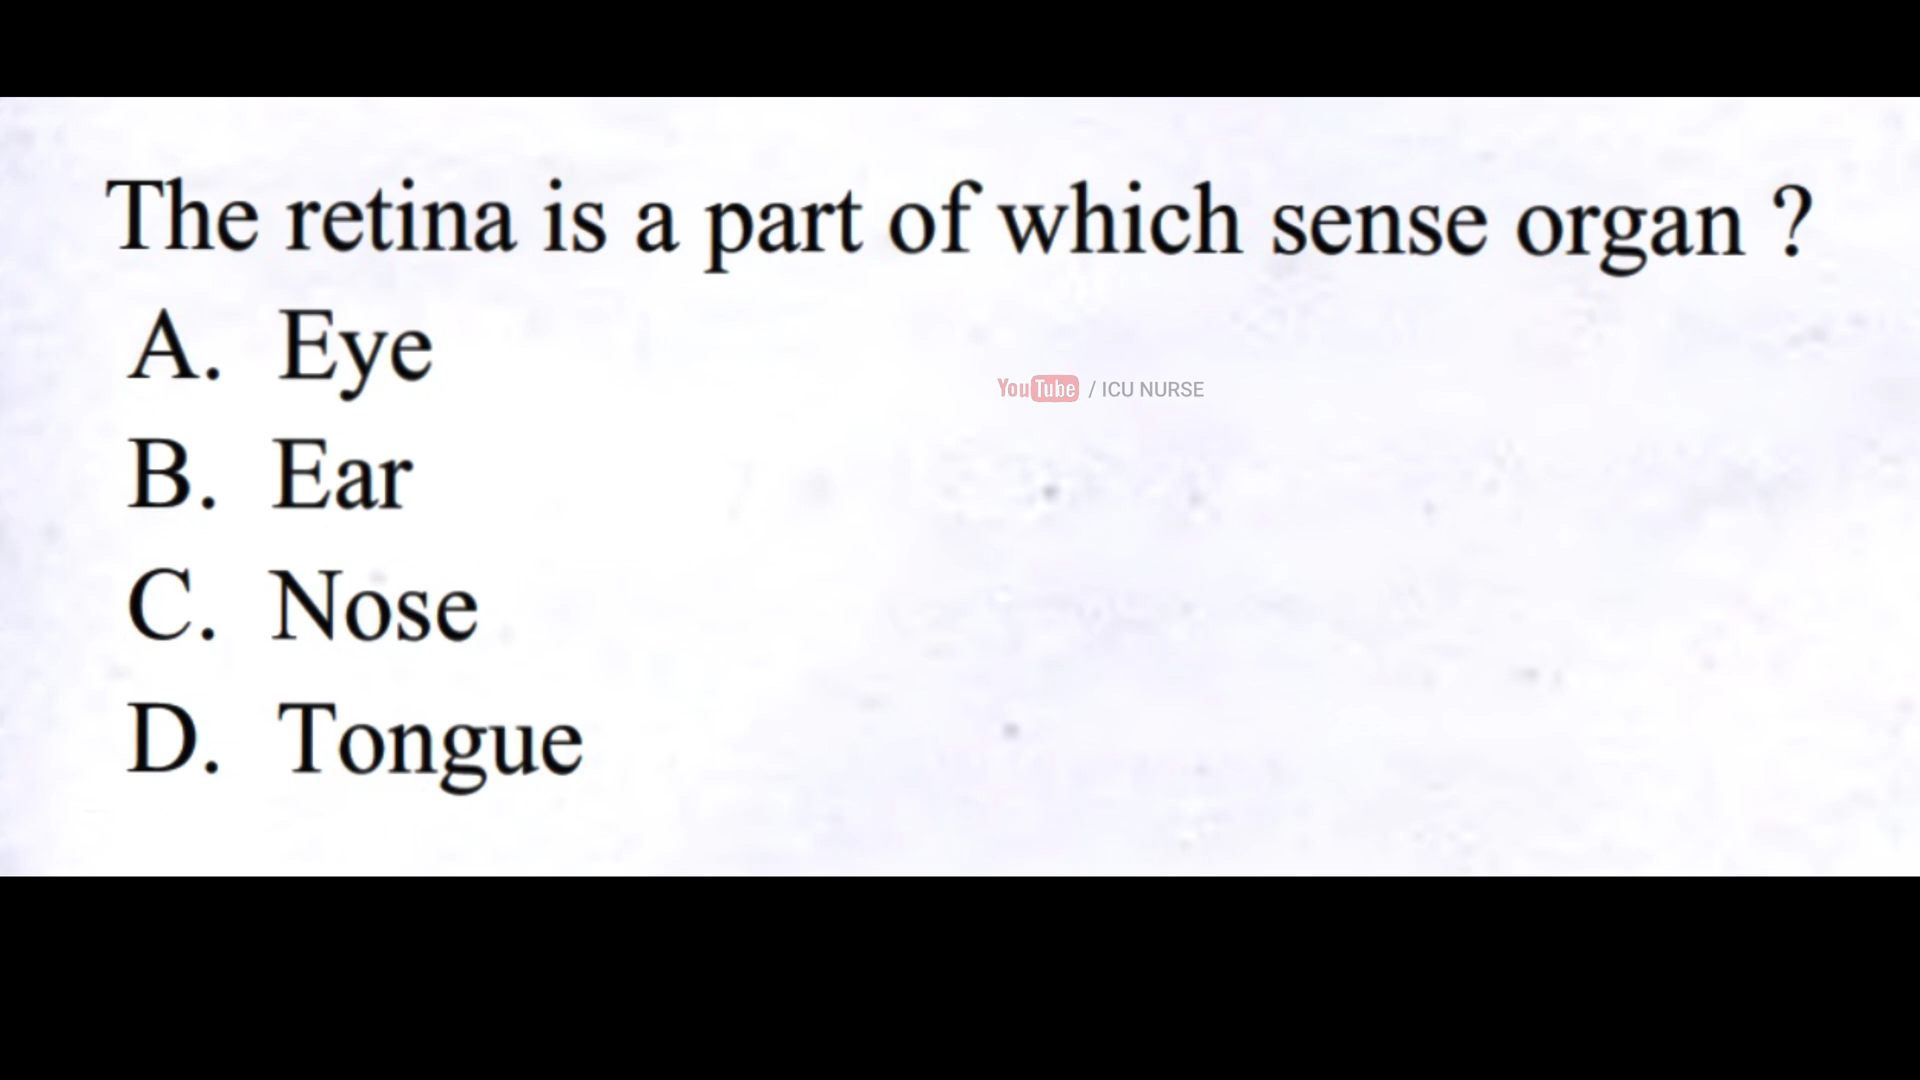 The retina is a part of which sense organ ?
A. Eye
YouTube / ICU NURSE
B. Ear
C. Nose
D. Tongue